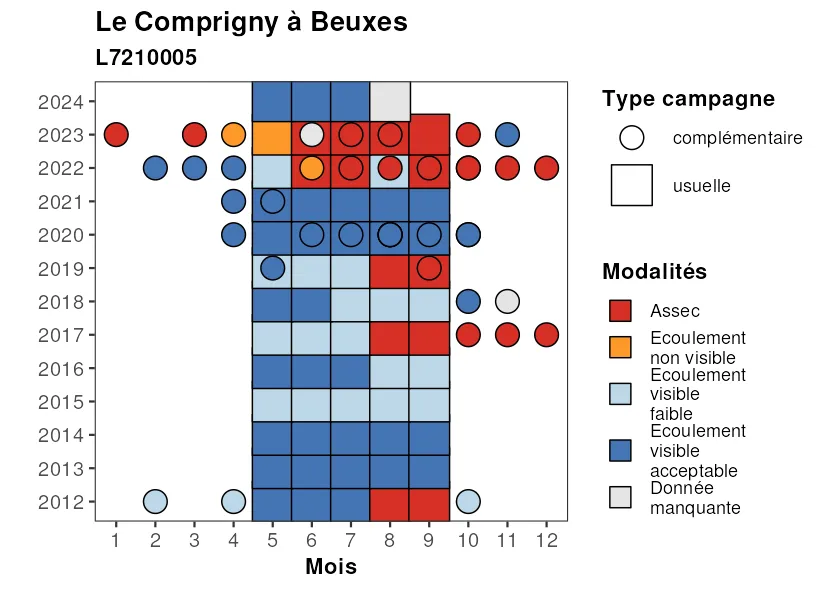 Le Comprigny à Beuxes
L7210005
2024
2023
2022
2021
2020
2019
2018
2017
2016
2015
2014
2013
2012
1 2 3 4 5 6 7 8 9 10 11 12
Mois
Type campagne
complémentaire
usuelle
Modalités
Assec
Ecoulement
non visible
Ecoulement
visible
faible
Ecoulement
visible
acceptable
Donnée
manquante